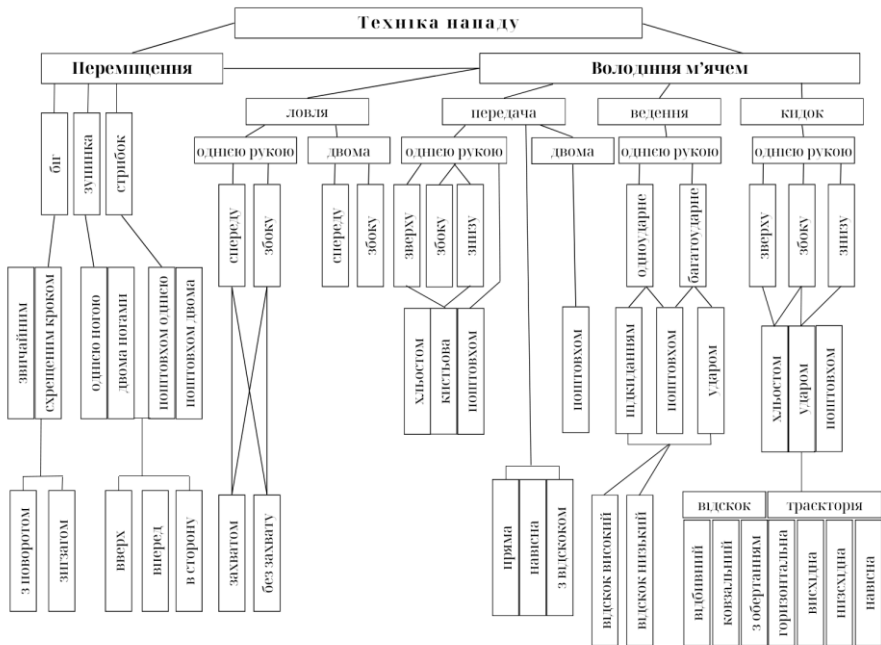 Техніка нападу
Переміщення
Володіння м’ячем
ловля
передача
ведення
кидок
біг
зупинка
стрибок
однією рукою
двома
однією рукою
двома
однією рукою
однією рукою
спереду
збоку
спереду
збоку
зверху
збоку
знизу
одноударне
багатоударне
зверху
збоку
знизу
звичайним
схрещеним кроком
однією ногою
двома ногами
поштовхом однією
поштовхом двома
хльостом
кистьова
поштовхом
поштовхом
підкиданням
поштовхом
ударом
хльостом
ударом
поштовхом
з поворотом
зигзагом
вверх
вперед
в сторону
захватом
без захвату
пряма
навісна
з відскоком
відскок високий
відскок низький
відскок
траєкторія
відбивний
ковзальний
з обертанням
горизонтальна
висхідна
низсхідна
навісна